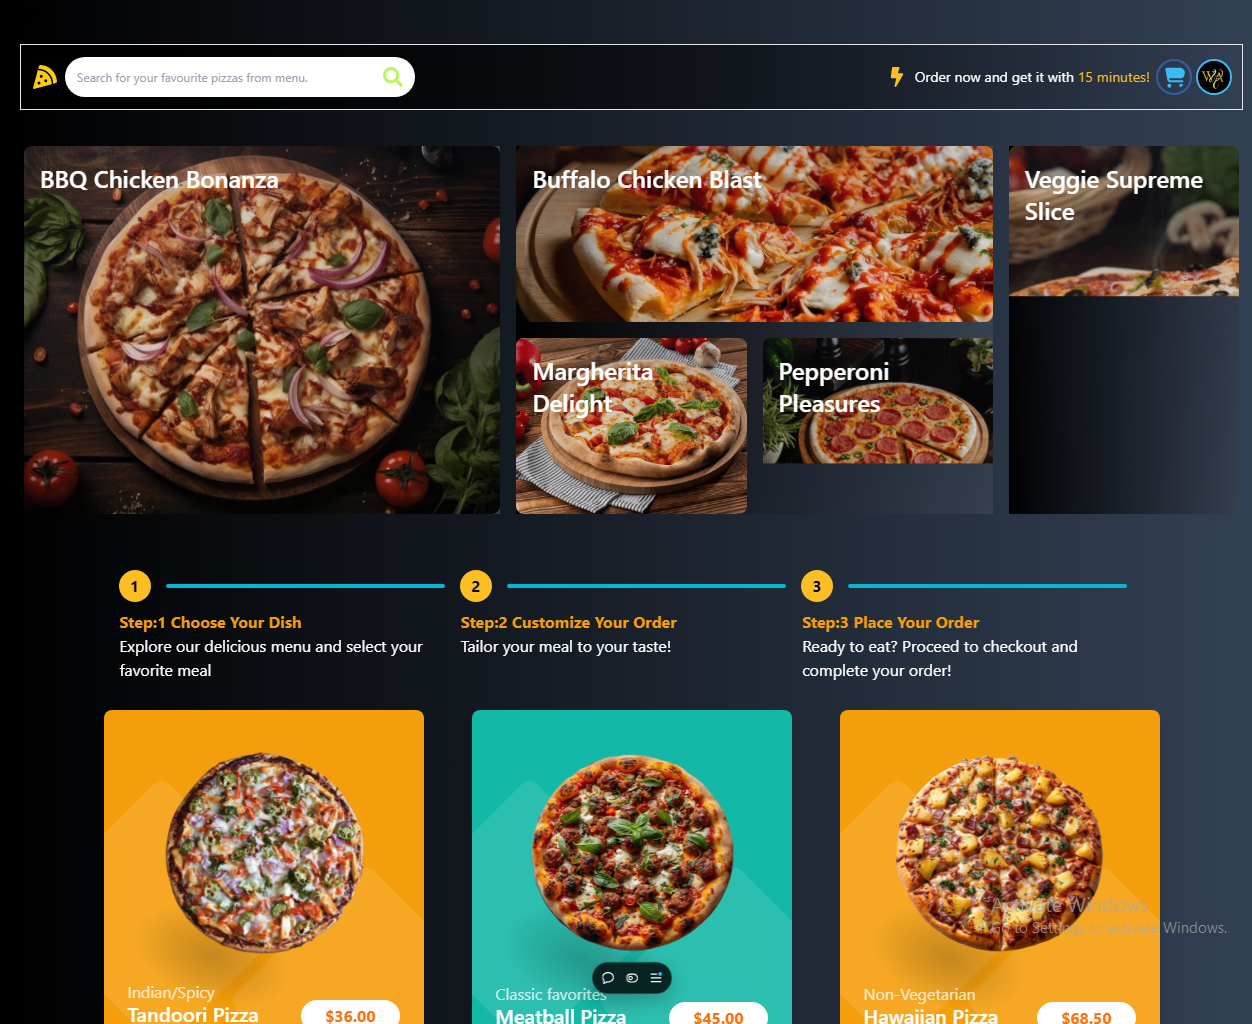 Search for your favourite pizzas from menu.
Order now and get it with 15 minutes!
BBQ Chicken Bonanza
Buffalo Chicken Blast
Veggie Supreme
Slice
Margherita
Delight
Pepperoni
Pleasures
1
2
3
Step:1 Choose Your Dish
Explore our delicious menu and select your
favorite meal
Step:2 Customize Your Order
Tailor your meal to your taste!
Step:3 Place Your Order
Ready to eat? Proceed to checkout and
complete your order!
Indian/Spicy
Tandoori Pizza
$36.00
Classic favorites
Meatball Pizza
$45.00
Non-Vegetarian
Hawaiian Pizza
$68.50
Activate Windows
Go to Settings to activate Windows.